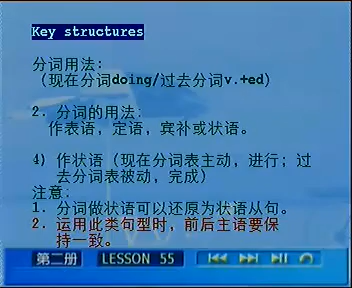 Key structures
分词用法:
(现在分词doing/过去分词v.+ed)
2. 分词的用法:
作表语，定语，宾补或状语。
4) 作状语（现在分词表主动，进行；过
去分词表被动，完成)
注意:
1. 分词做状语可以还原为状语从句。
2. 运用此类句型时，前后主语要保
持一致。
第二册 LESSON 55